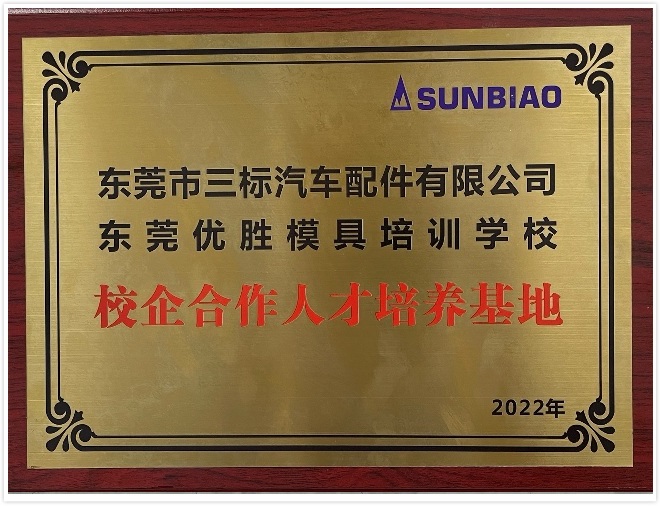 SUNBIAO
东莞市三标汽车配件有限公司
东莞优胜模具培训学校
校企合作人才培养基地
2022年